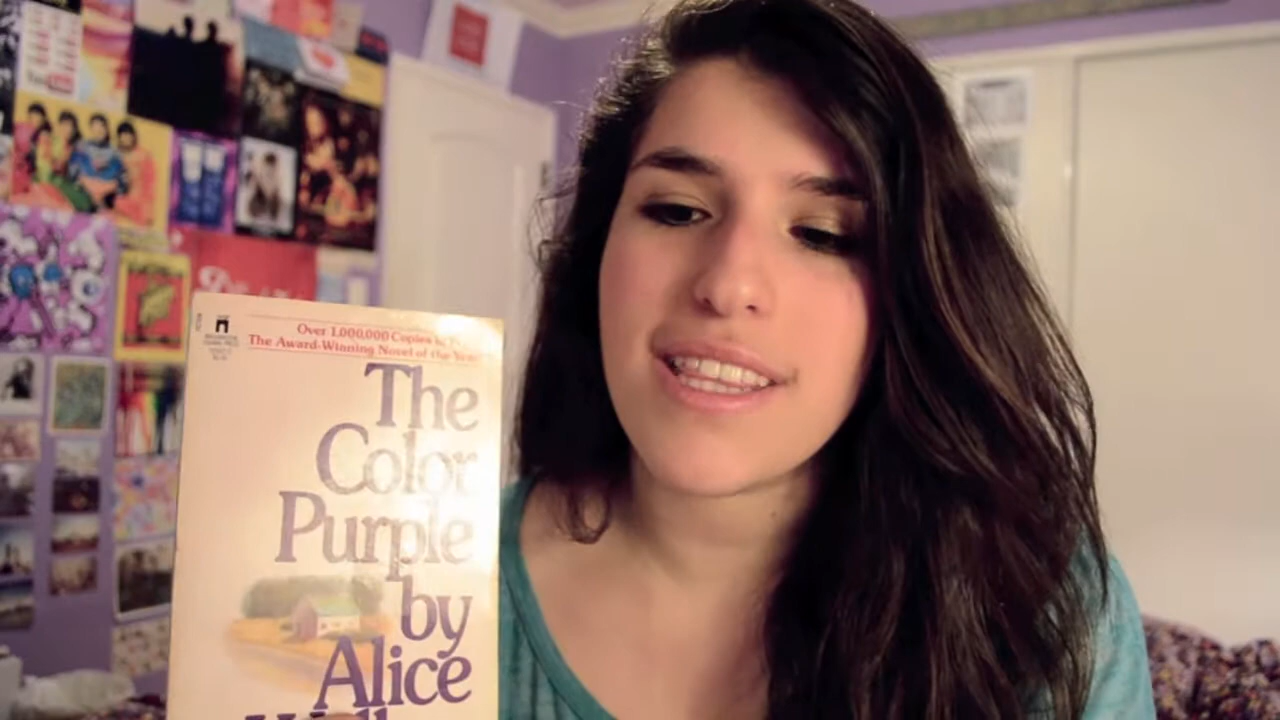 Over 1,000,000 Copies
The Award-Winning Novel of the Year
The
Color
Purple
by
Alice